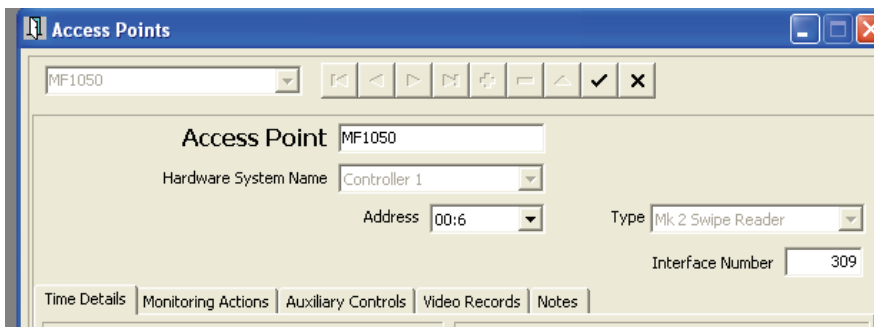 Access Points
MF1050
Access Point MF1050
Hardware System Name Controller 1
Address 00:6 Type Mk 2 Swipe Reader
Interface Number 309
Time Details Monitoring Actions Auxiliary Controls Video Records Notes